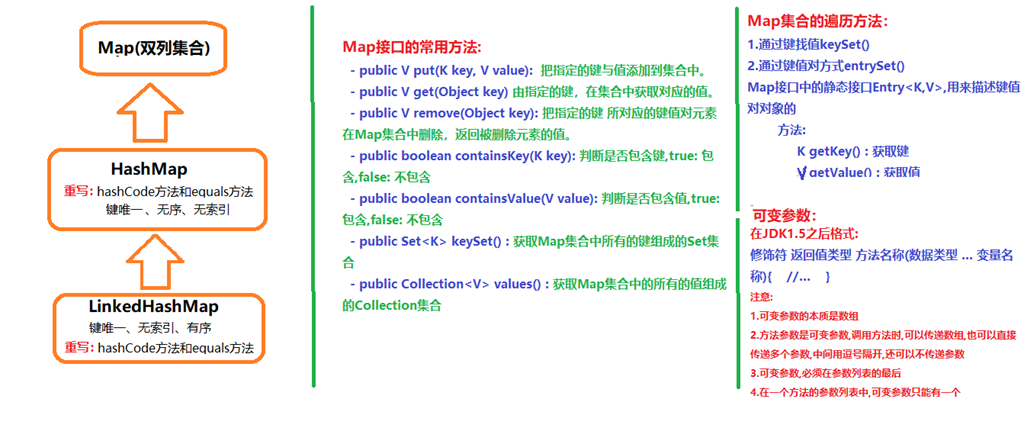 Map(双列集合)
HashMap
重写: hashCode方法和equals方法
键唯一 、无序、无索引
LinkedHashMap
键唯一、无索引、有序
重写: hashCode方法和equals方法
Map接口的常用方法:
- public V put(K key, V value): 把指定的键与值添加到集合中。
- public V get(Object key) 由指定的键，在集合中获取对应的值。
- public V remove(Object key): 把指定的键 所对应的键值对元素
在Map集合中删除，返回被删除元素的值。
- public boolean containsKey(K key): 判断是否包含键,true: 包
含,false: 不包含
- public boolean containsValue(V value): 判断是否包含值,true:
包含,false: 不包含
- public Set<K> keySet() : 获取Map集合中所有的键组成的Set集
合
- public Collection<V> values() : 获取Map集合中的所有的值组成
的Collection集合
Map集合的遍历方法：
1.通过键找值keySet()
2.通过键值对方式entrySet()
Map接口中的静态接口Entry<K,V>,用来描述键值
对对象的
方法:
K getKey() : 获取键
V getValue() : 获取值
可变参数：
在JDK1.5之后格式:
修饰符 返回值类型 方法名称(数据类型 ... 变量名
称) { //... }
注意:
1.可变参数的本质是数组
2.方法参数是可变参数,调用方法时,可以传递数组,也可以直接
传递多个参数,中间用逗号隔开,还可以不传递参数
3.可变参数,必须在参数列表的最后
4.在一个方法的参数列表中,可变参数只能有一个